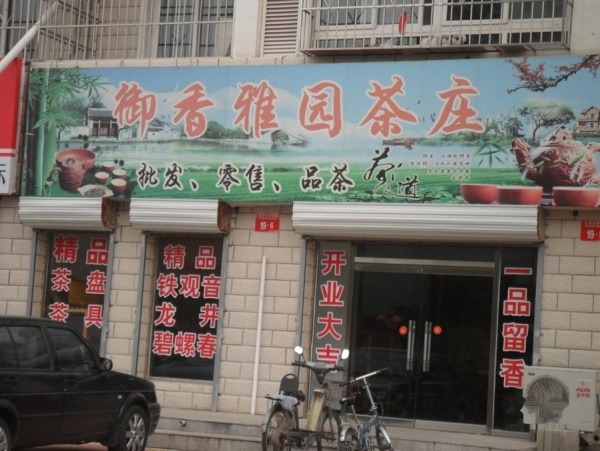 御香雅园茶庄
批发、零售、品茶
茶道
19-6
精品
茶盘
茶具
精品
铁观音
龙井
碧螺春
开业大吉
一品留香